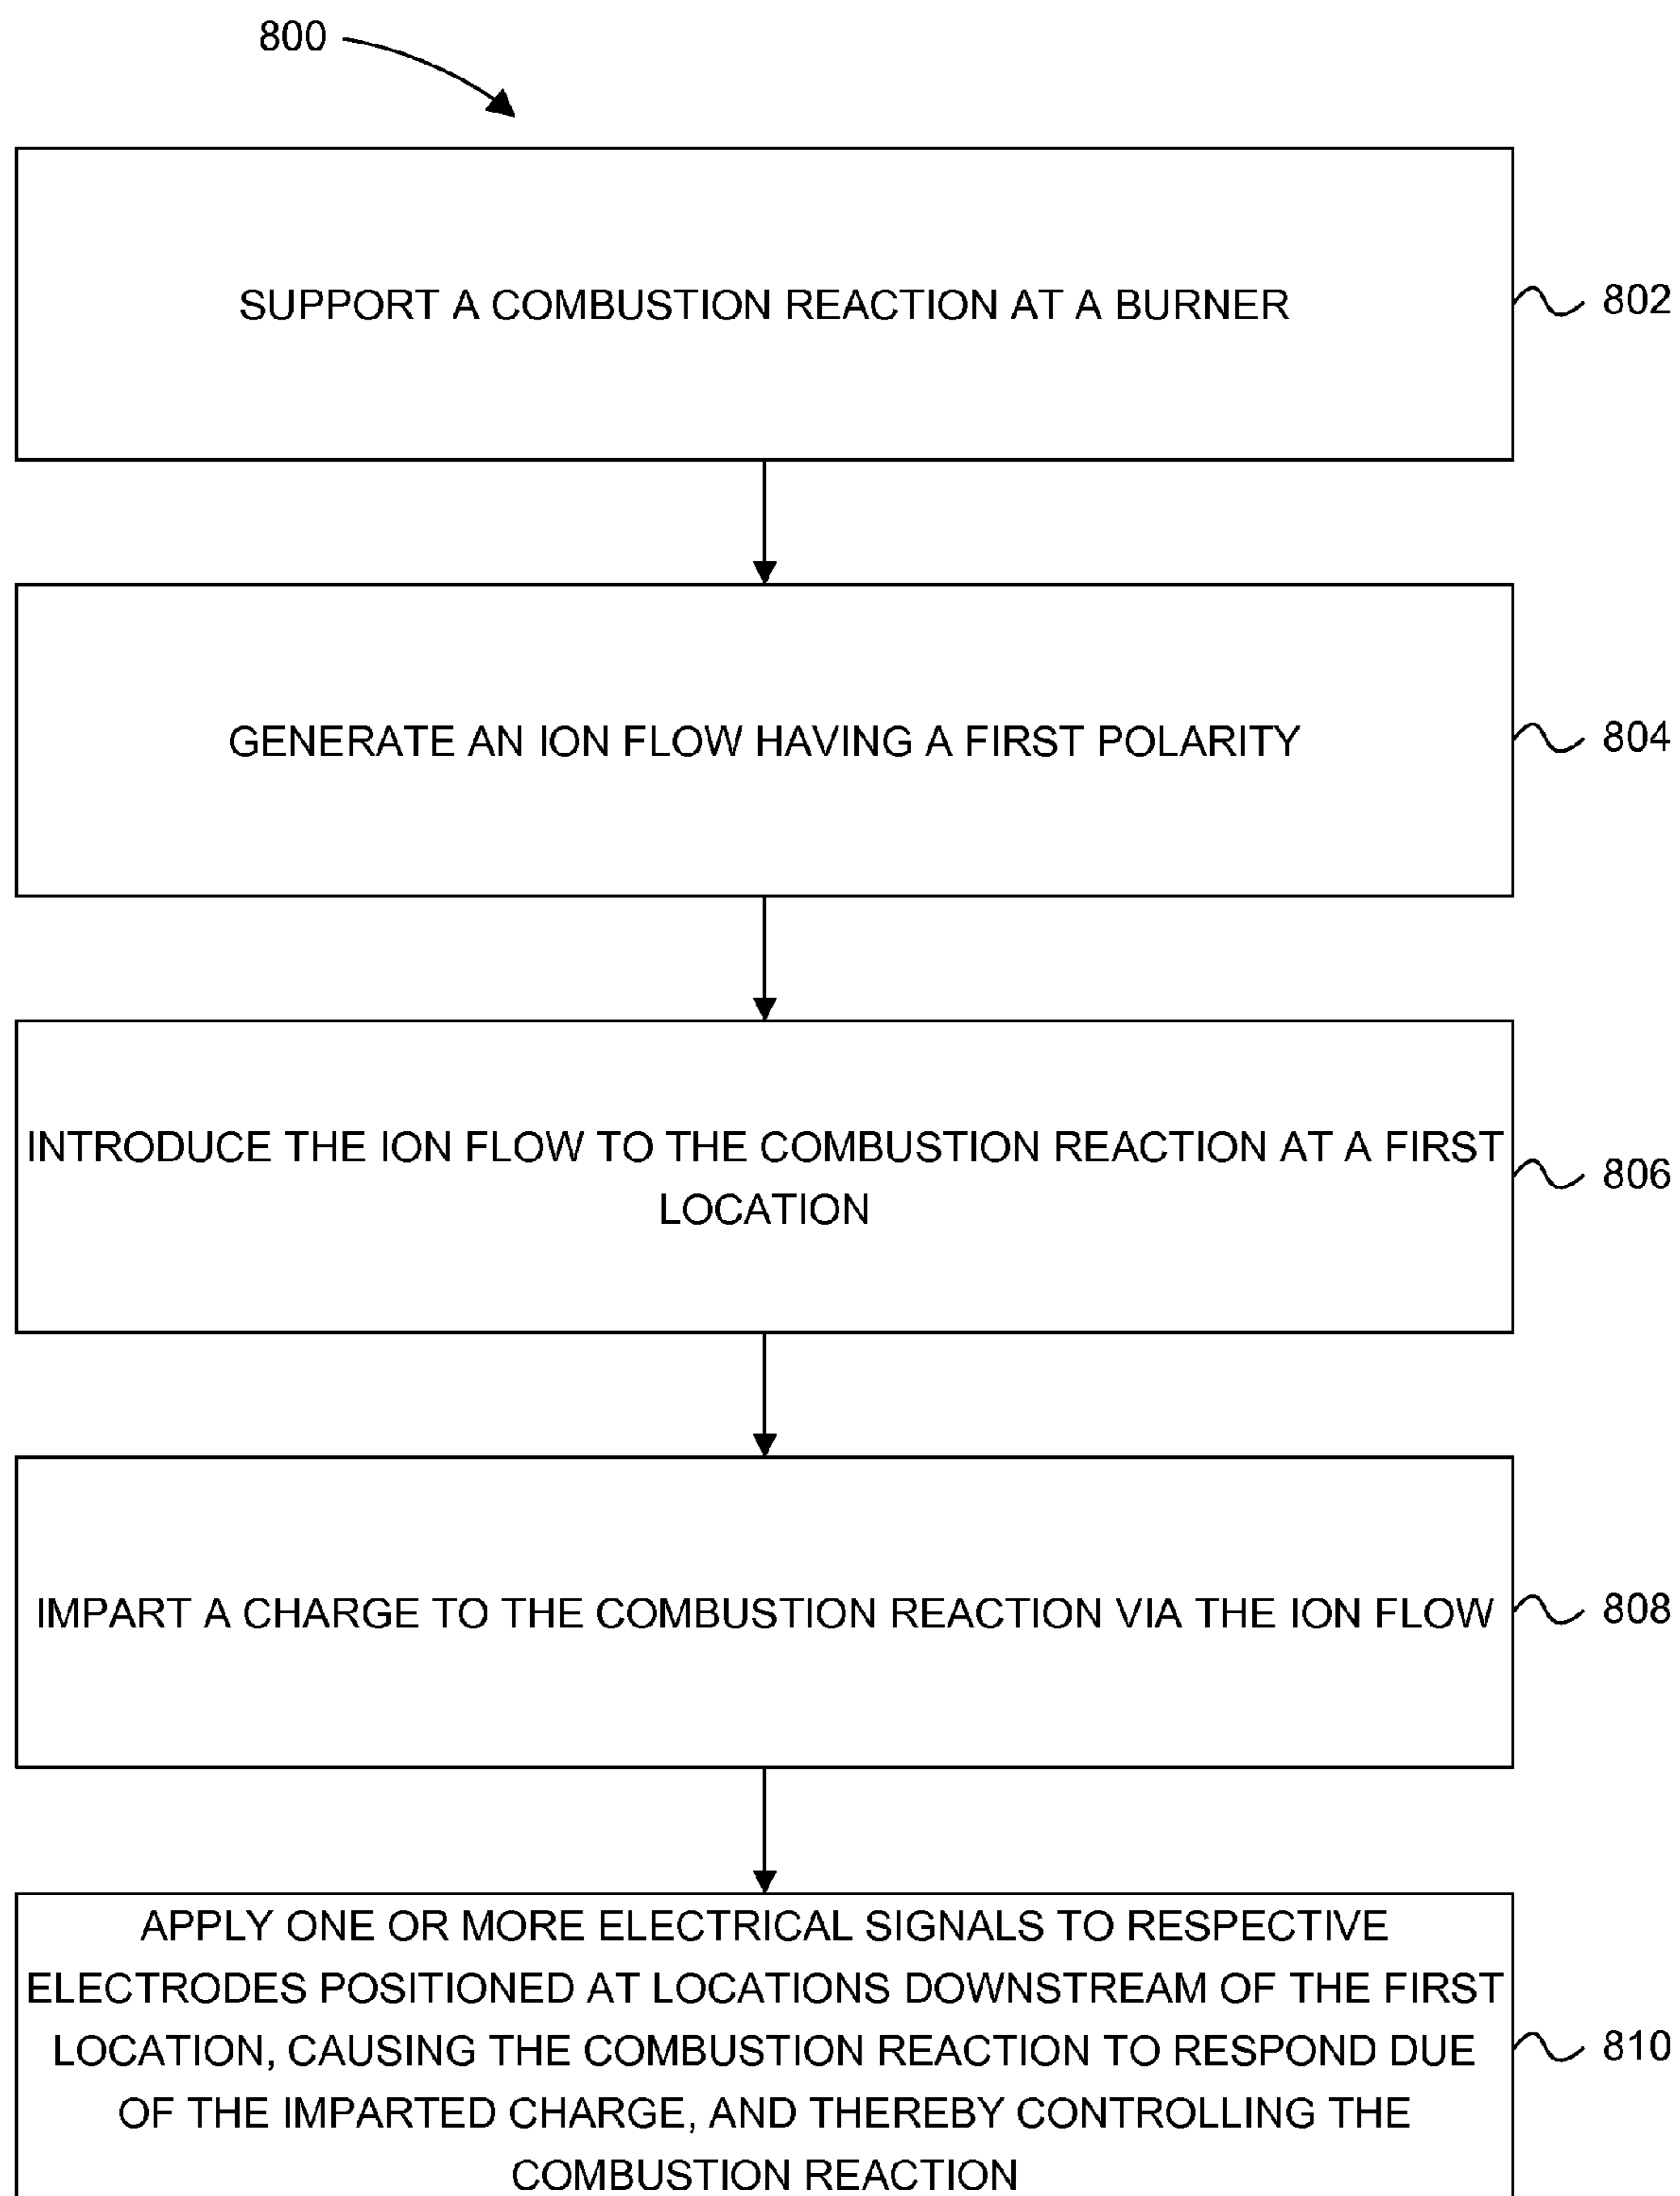 800
SUPPORT A COMBUSTION REACTION AT A BURNER
802
GENERATE AN ION FLOW HAVING A FIRST POLARITY
804
INTRODUCE THE ION FLOW TO THE COMBUSTION REACTION AT A FIRST
LOCATION
806
IMPART A CHARGE TO THE COMBUSTION REACTION VIA THE ION FLOW
808
APPLY ONE OR MORE ELECTRICAL SIGNALS TO RESPECTIVE
ELECTRODES POSITIONED AT LOCATIONS DOWNSTREAM OF THE FIRST
LOCATION, CAUSING THE COMBUSTION REACTION TO RESPOND DUE
OF THE IMPARTED CHARGE, AND THEREBY CONTROLLING THE
COMBUSTION REACTION
810